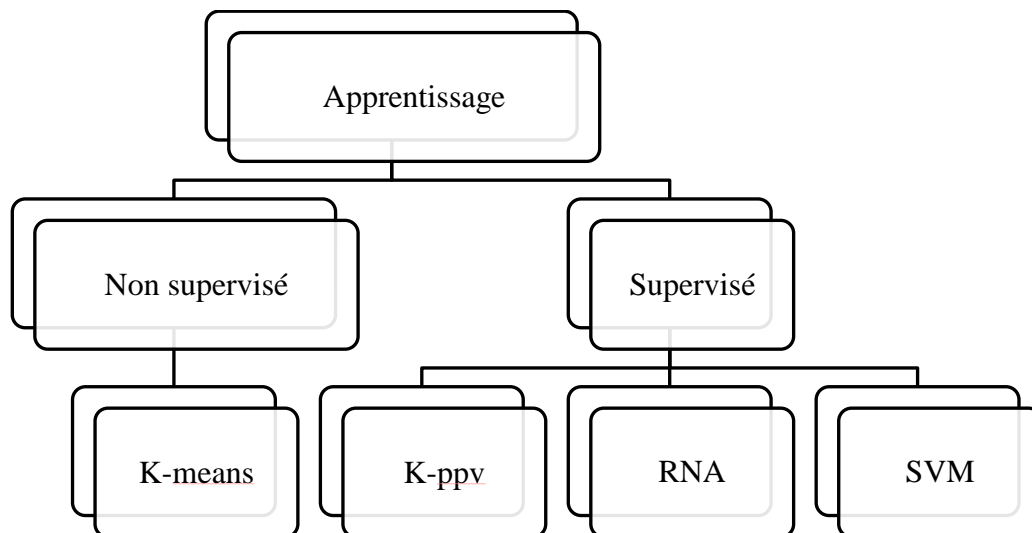 Apprentissage
Non supervisé
Supervisé
K-means
K-ppv
RNA
SVM